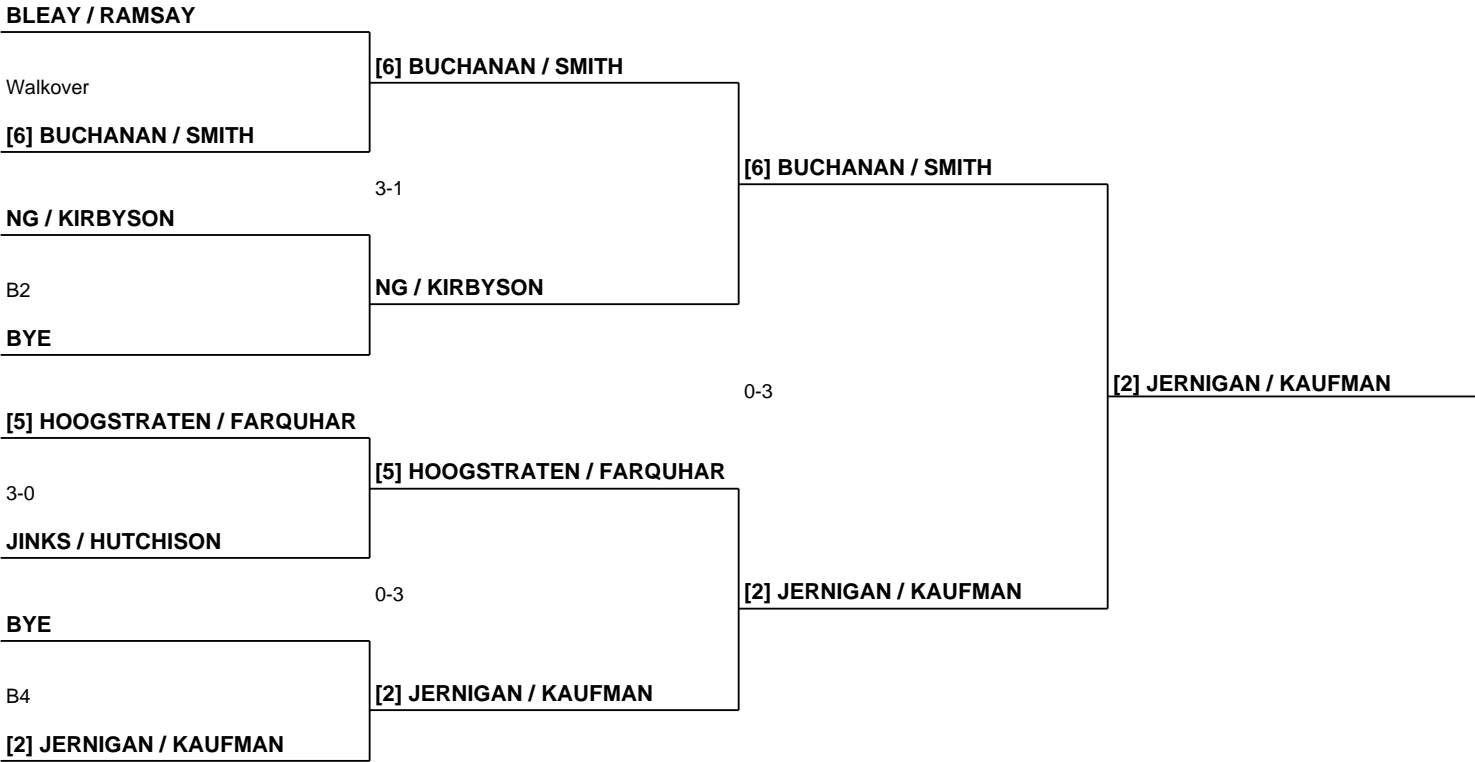 BLEAY / RAMSAY
[6] BUCHANAN / SMITH
Walkover
[6] BUCHANAN / SMITH
[6] BUCHANAN / SMITH
3-1
NG / KIRBYSON
B2
NG / KIRBYSON
BYE
[2] JERNIGAN / KAUFMAN
0-3
[5] HOOGSTRATEN / FARQUHAR
[5] HOOGSTRATEN / FARQUHAR
3-0
JINKS / HUTCHISON
0-3
[2] JERNIGAN / KAUFMAN
BYE
B4
[2] JERNIGAN / KAUFMAN
[2] JERNIGAN / KAUFMAN